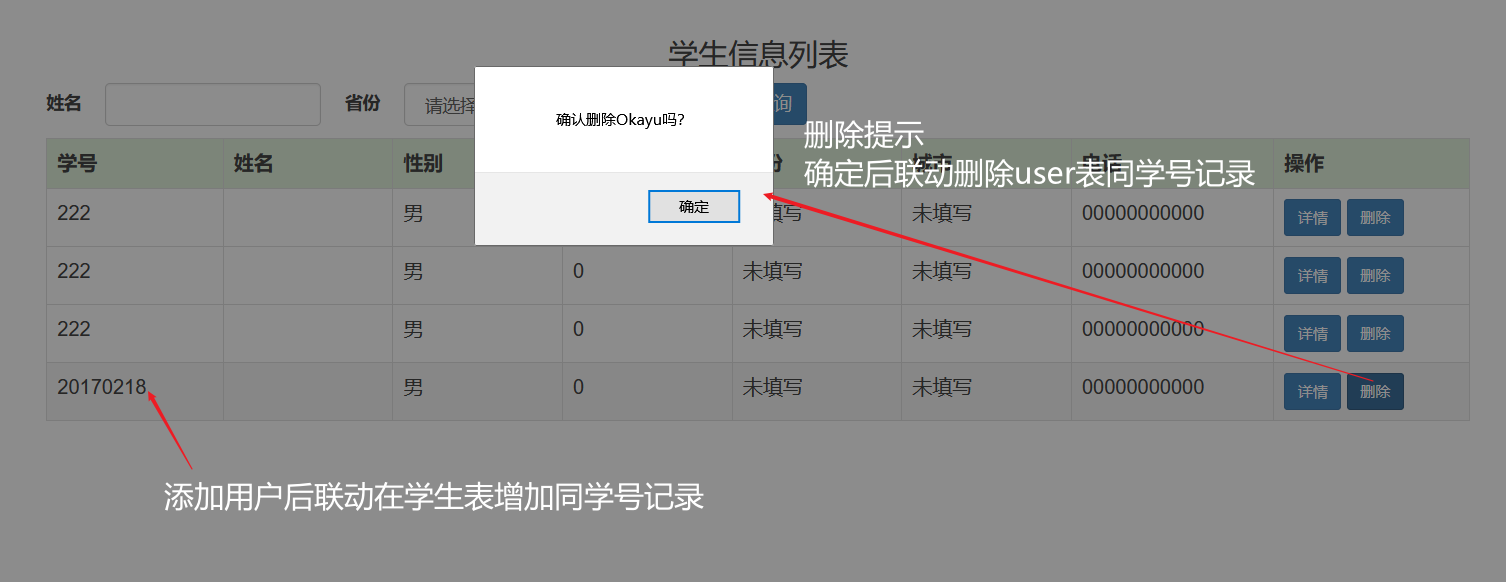 学生信息列表
姓名 省份 请选择 询
确认删除Okayu吗?
确定
删除提示
确定后联动删除user表同学号记录
学号 姓名 性别 份 城市 电话 操作
222 男 未填写 未填写 00000000000 详情 删除
222 男 0 未填写 未填写 00000000000 详情 删除
222 男 0 未填写 未填写 00000000000 详情 删除
20170218 男 0 未填写 未填写 00000000000 详情 删除
添加用户后联动在学生表增加同学号记录